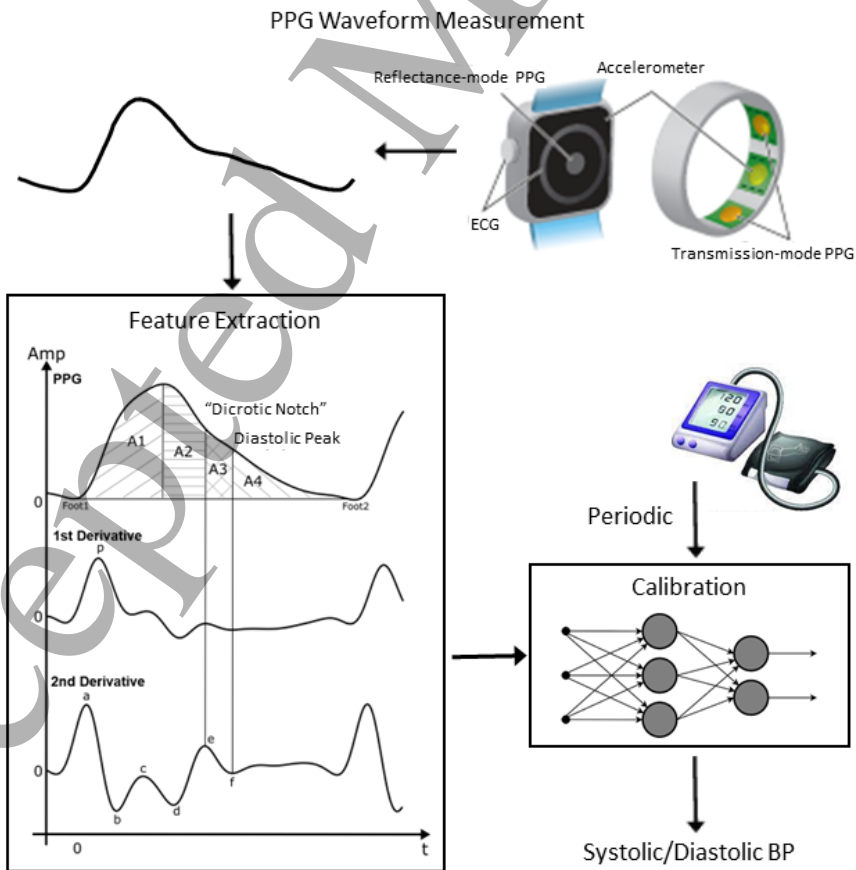 PPG Waveform Measurement
Reflectance-mode PPG
Accelerometer
ECG
Transmission-mode PPG
Feature Extraction
Amp
PPG
"Dicrotic Notch"
Diastolic Peak
A1
A2
A3
A4
0
Foot1
Foot2
1st Derivative
p
0
2nd Derivative
a
e
c
0
f
b
d
0
t
120
80
90
Periodic
Calibration
Systolic/Diastolic BP
cepted M